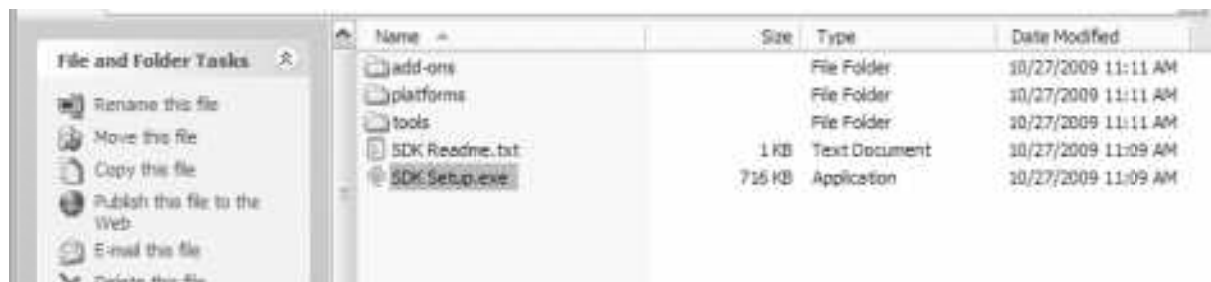 File and Folder Tasks
Rename this file
Move this file
Copy this file
Publish this file to the
Web
E-mail this file
Delete this file
Name Size Type Date Modified
add-ons File Folder 10/27/2009 11:11 AM
platforms File Folder 10/27/2009 11:11 AM
tools File Folder 10/27/2009 11:11 AM
SDK Readme.txt 1 KB Text Document 10/27/2009 11:09 AM
SDK Setup.exe 716 KB Application 10/27/2009 11:09 AM